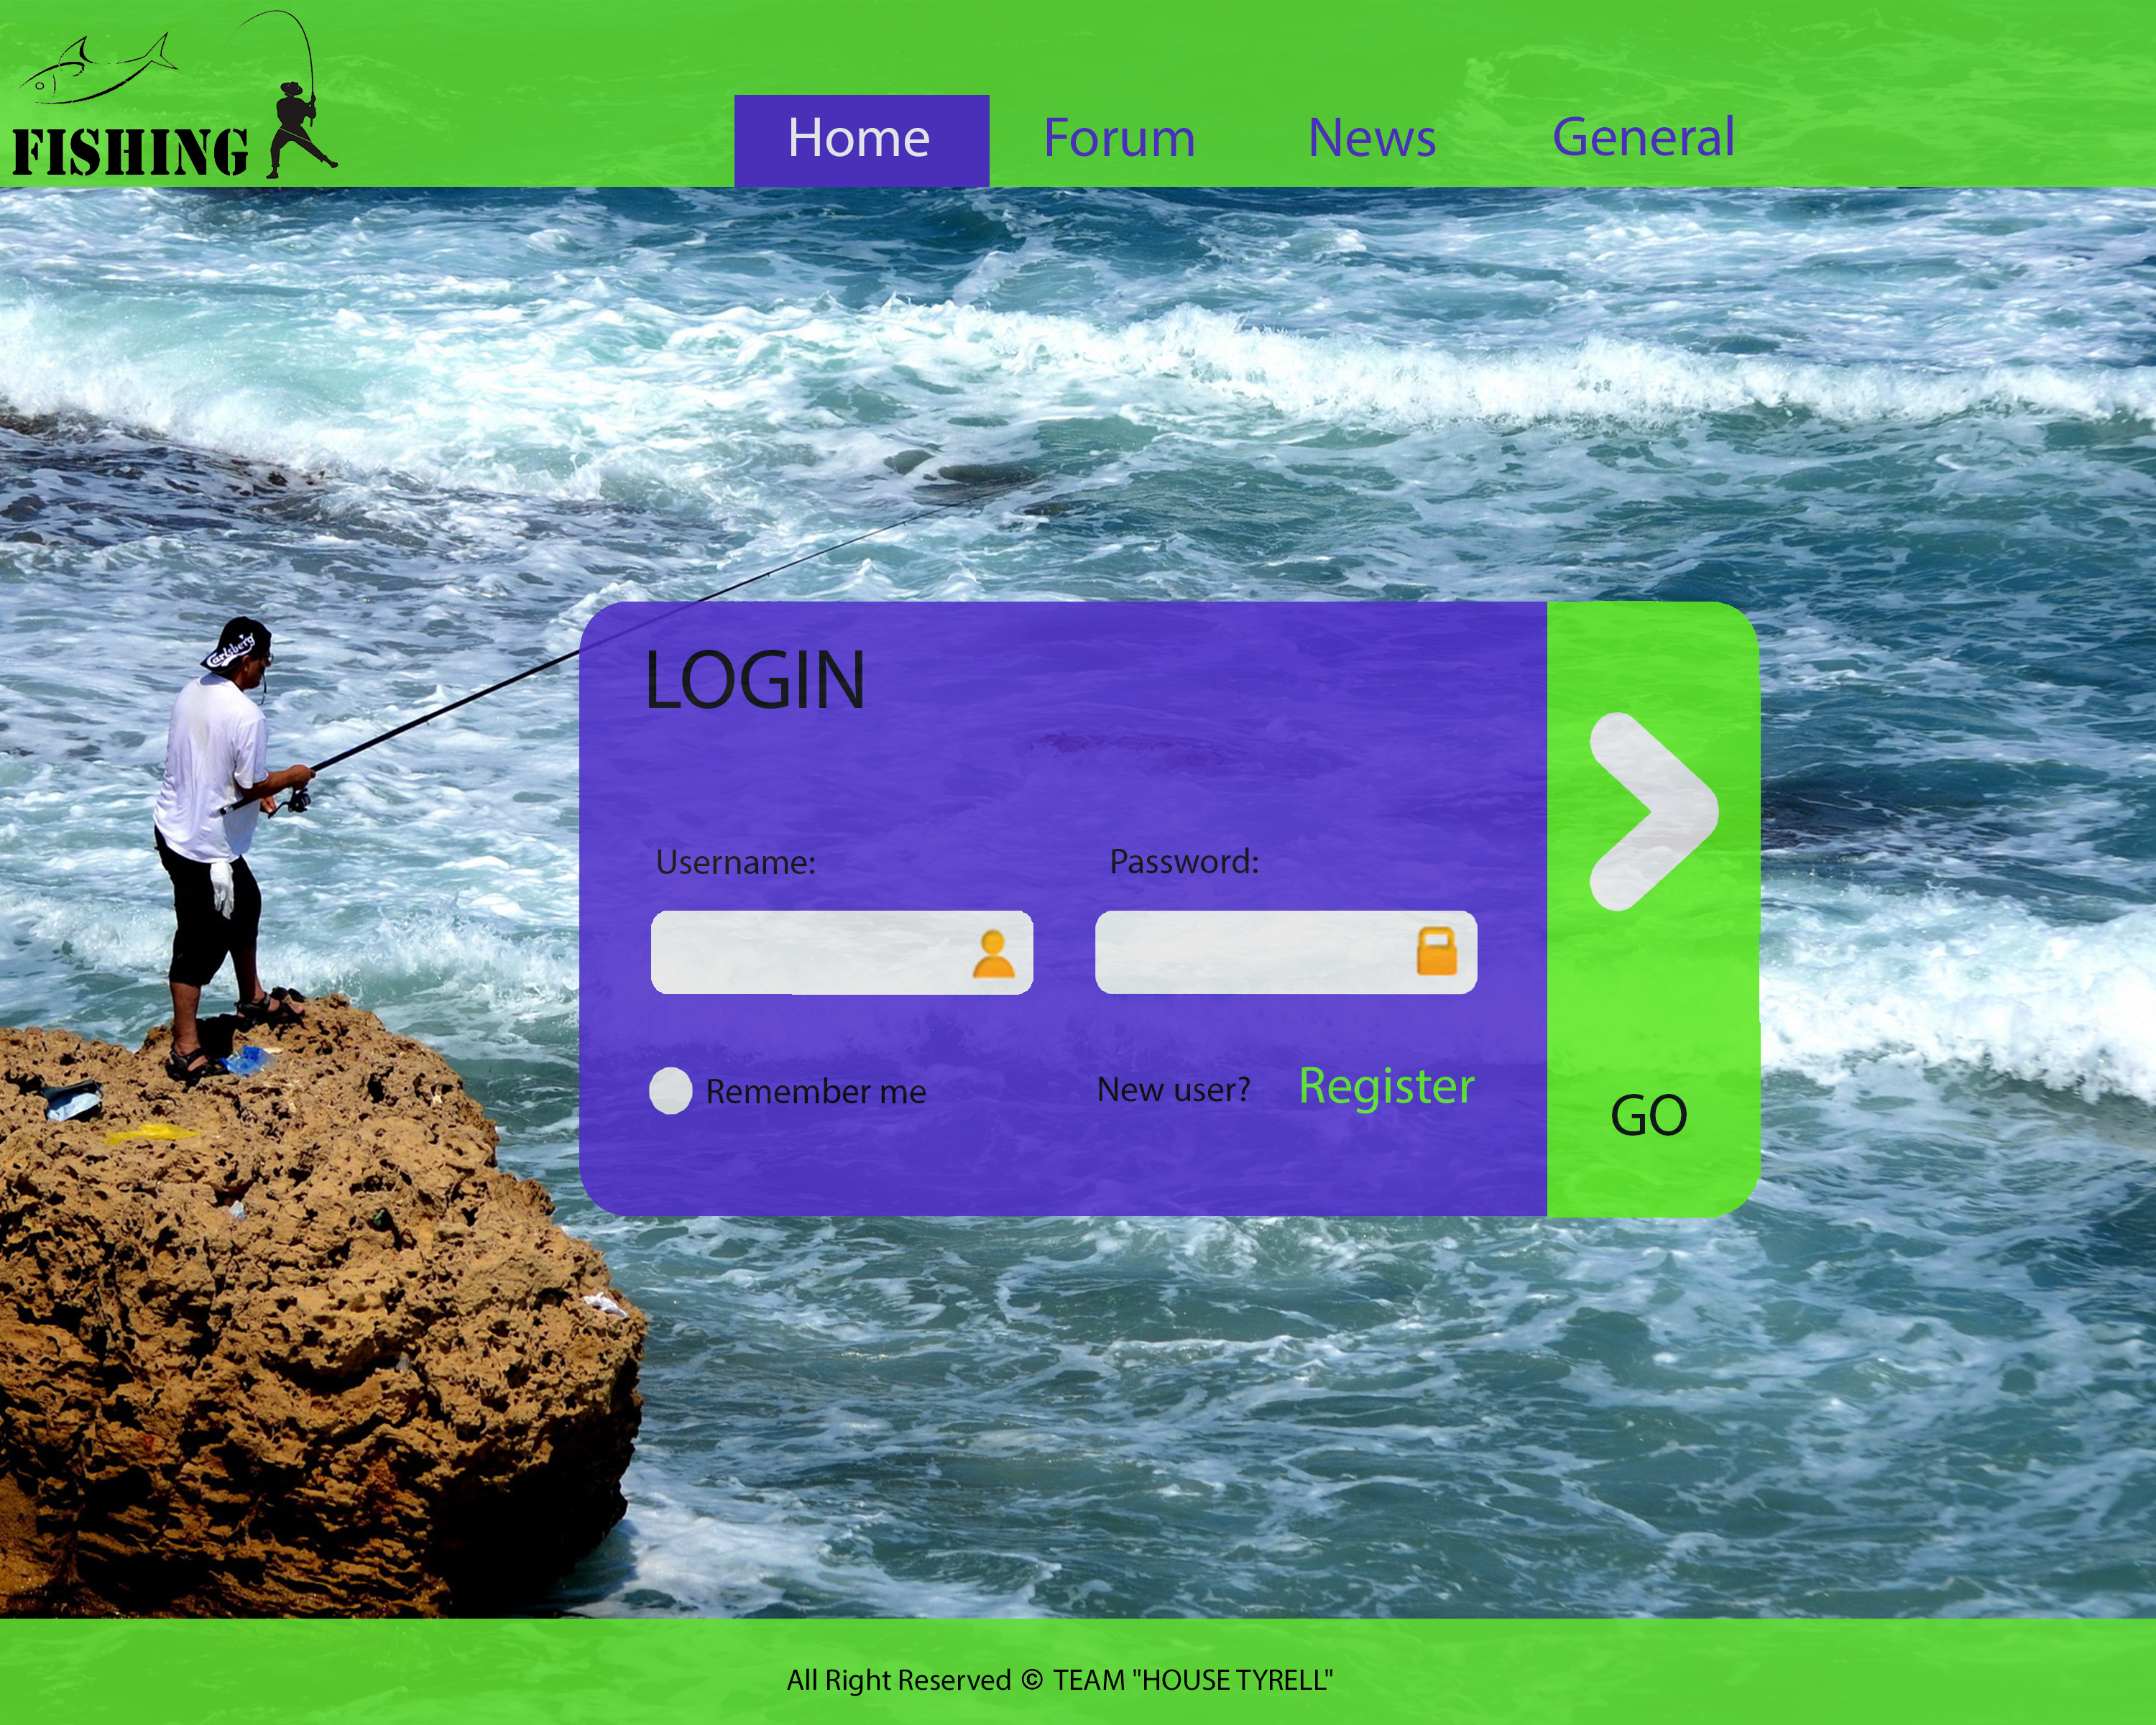 FISHING
Home Forum News General
Carlsberg
LOGIN
Username: Password:
Remember me New user? Register
GO
All Right Reserved © TEAM "HOUSE TYRELL"